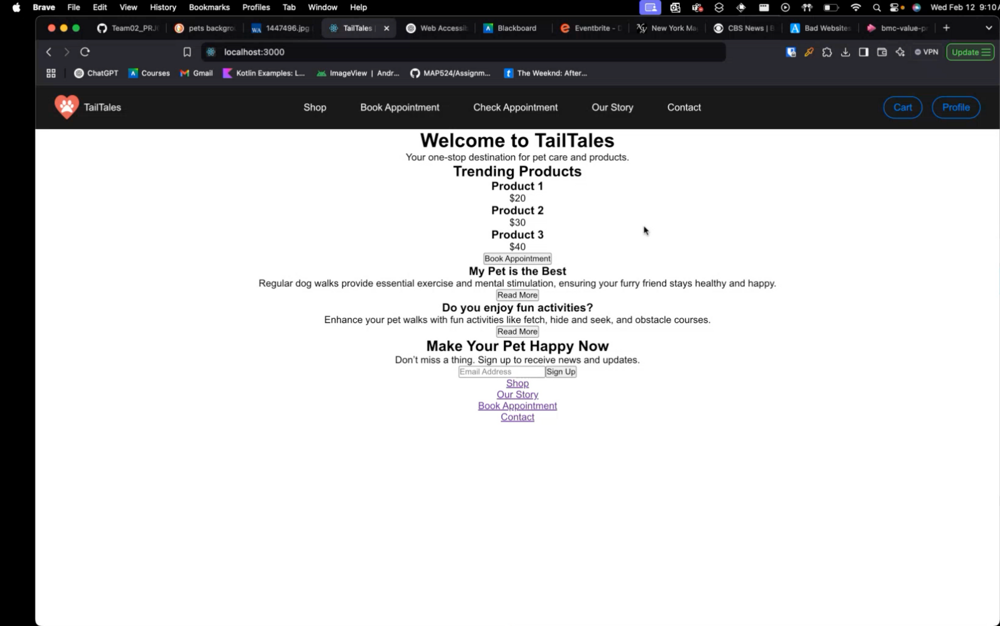 Brave File Edit View History Bookmarks Profiles Tab Window Help Wed Feb 12 9:10
Team02_PRJ pets backgro 1447496.jpg TailTales Web Accessib Blackboard Eventbrite - New York Ma CBS News | Bad Websites bmc-value-pr
localhost:3000 VPN Update
ChatGPT Courses Gmail Kotlin Examples: L... ImageView | Andr... MAP524/Assignm... The Weeknd: After...
TailTales Shop Book Appointment Check Appointment Our Story Contact Cart Profile
Welcome to TailTales
Your one-stop destination for pet care and products.
Trending Products
Product 1
$20
Product 2
$30
Product 3
$40
Book Appointment
My Pet is the Best
Regular dog walks provide essential exercise and mental stimulation, ensuring your furry friend stays healthy and happy.
Read More
Do you enjoy fun activities?
Enhance your pet walks with fun activities like fetch, hide and seek, and obstacle courses.
Read More
Make Your Pet Happy Now
Don’t miss a thing. Sign up to receive news and updates.
Email Address Sign Up
Shop
Our Story
Book Appointment
Contact